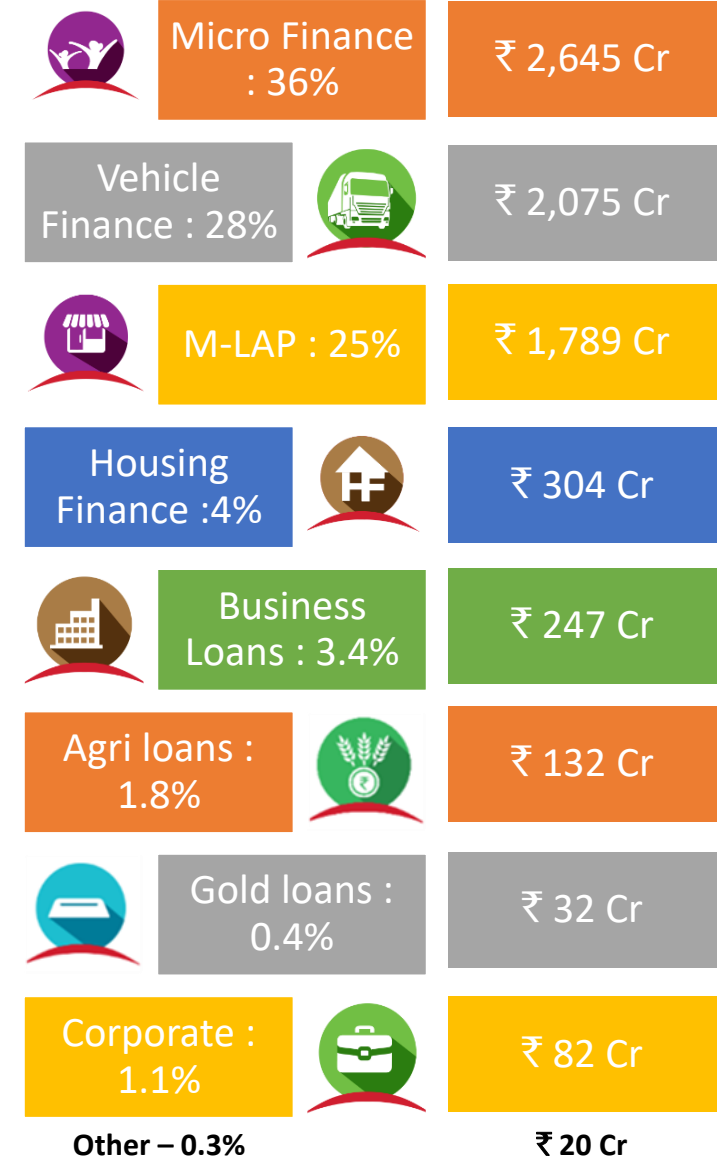 Micro Finance
: 36%
₹ 2,645 Cr
Vehicle
Finance : 28%
₹ 2,075 Cr
M-LAP : 25%
₹ 1,789 Cr
Housing
Finance :4%
HF
₹ 304 Cr
Business
Loans : 3.4%
₹ 247 Cr
Agri loans :
1.8%
₹
₹ 132 Cr
Gold loans :
0.4%
₹ 32 Cr
Corporate :
1.1%
₹ 82 Cr
Other – 0.3%
₹ 20 Cr